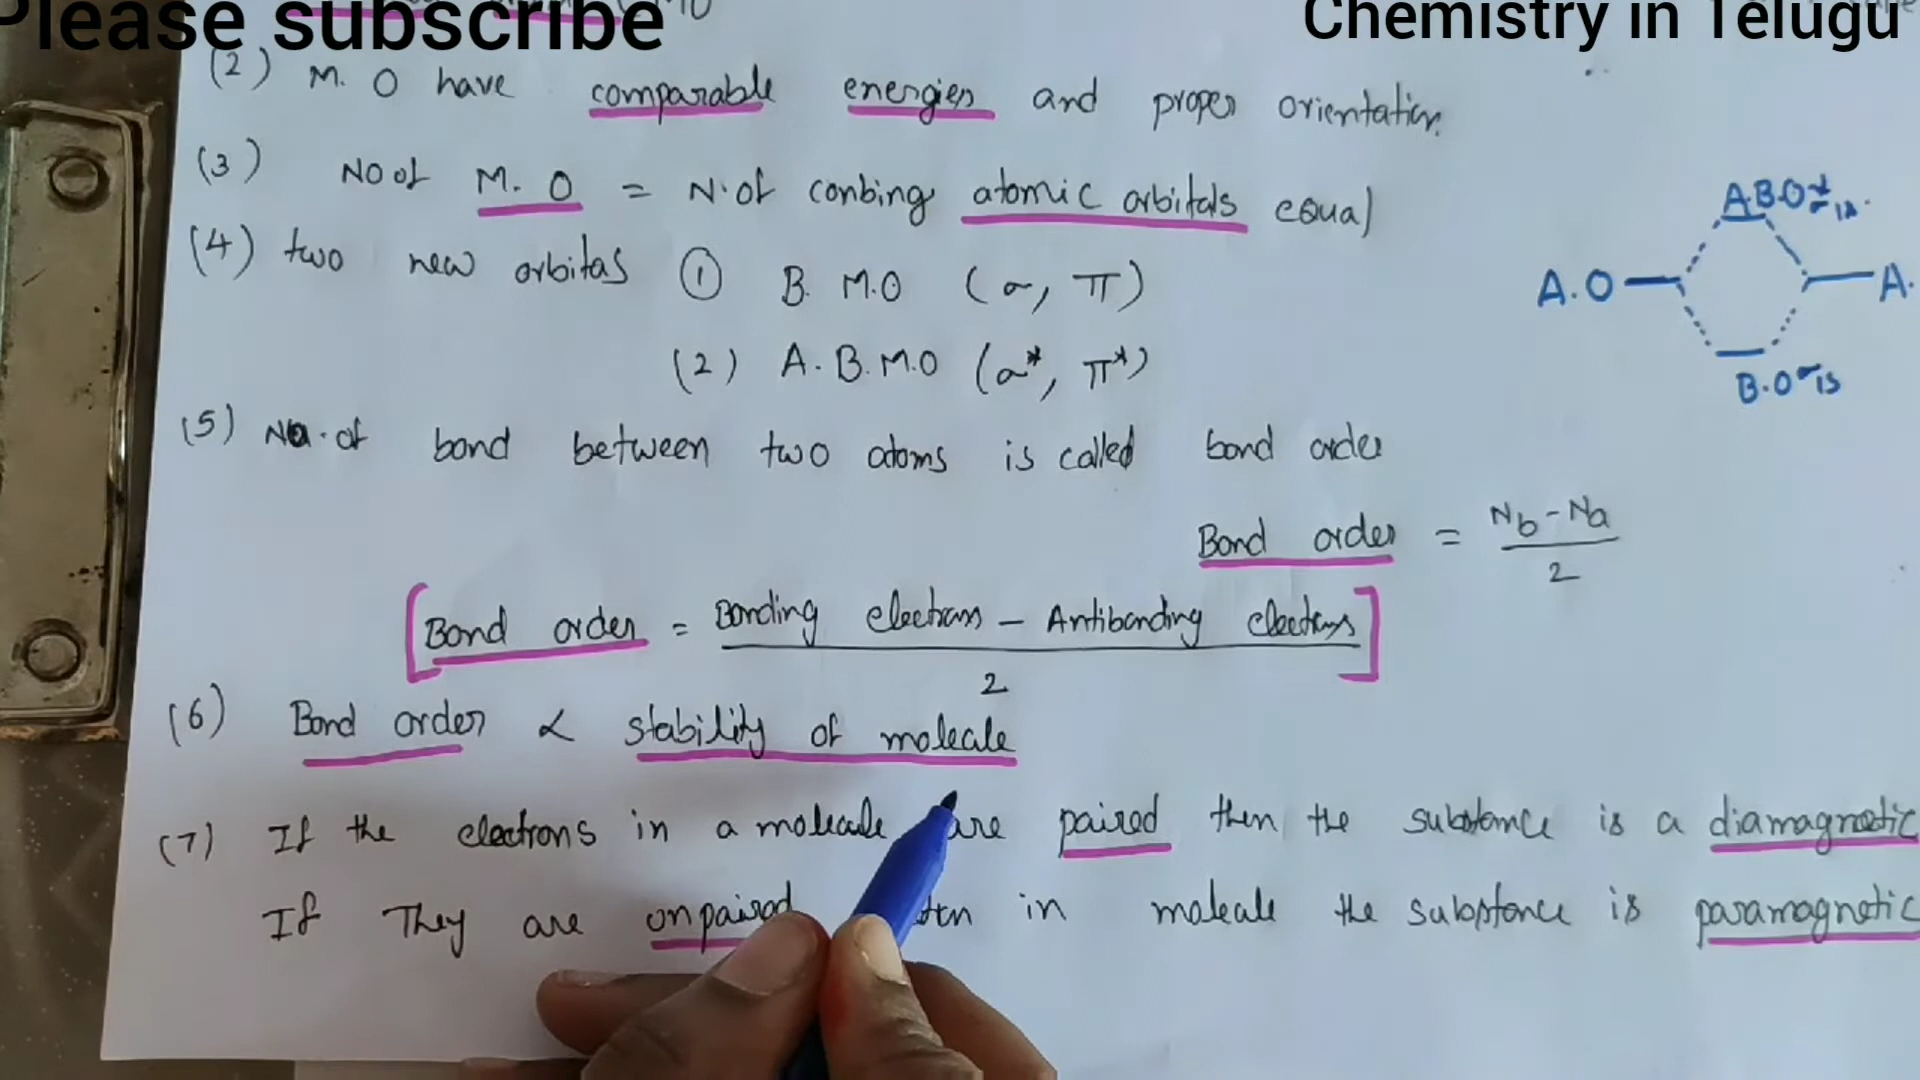 Please subscribe
Chemistry in Telugu
(2) M. O have comparable energies and proper orientation
(3) NO of M. O = N. of conbing atomic orbitals equal
(4) two new orbitas ① B. M.O (σ, π)
(2) A. B. M.O (σ*, π*)
(5) No. of bond between two atoms is called bond order
Bond order = Nb - Na / 2
[Bond order = Bonding electrons - Antibonding electrons / 2]
(6) Bond order ∝ stability of molecule
(7) If the electrons in a molecule are paired then the substance is a diamagnetic
If They are unpaired in molecule the substance is paramagnetic
A.B.O σ* 1s
A.O A.
B.O σ 1s